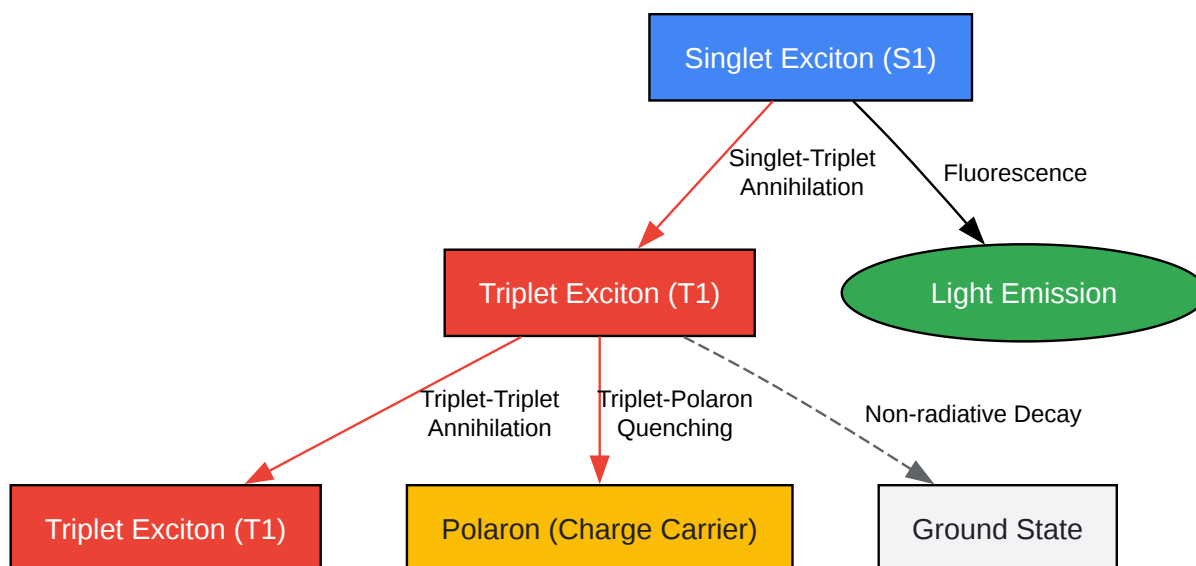 Singlet Exciton (S1)
Singlet-Triplet
Annihilation
Fluorescence
Triplet Exciton (T1)
Light Emission
Triplet-Triplet
Annihilation
Triplet-Polaron
Quenching
Non-radiative Decay
Triplet Exciton (T1)
Polaron (Charge Carrier)
Ground State